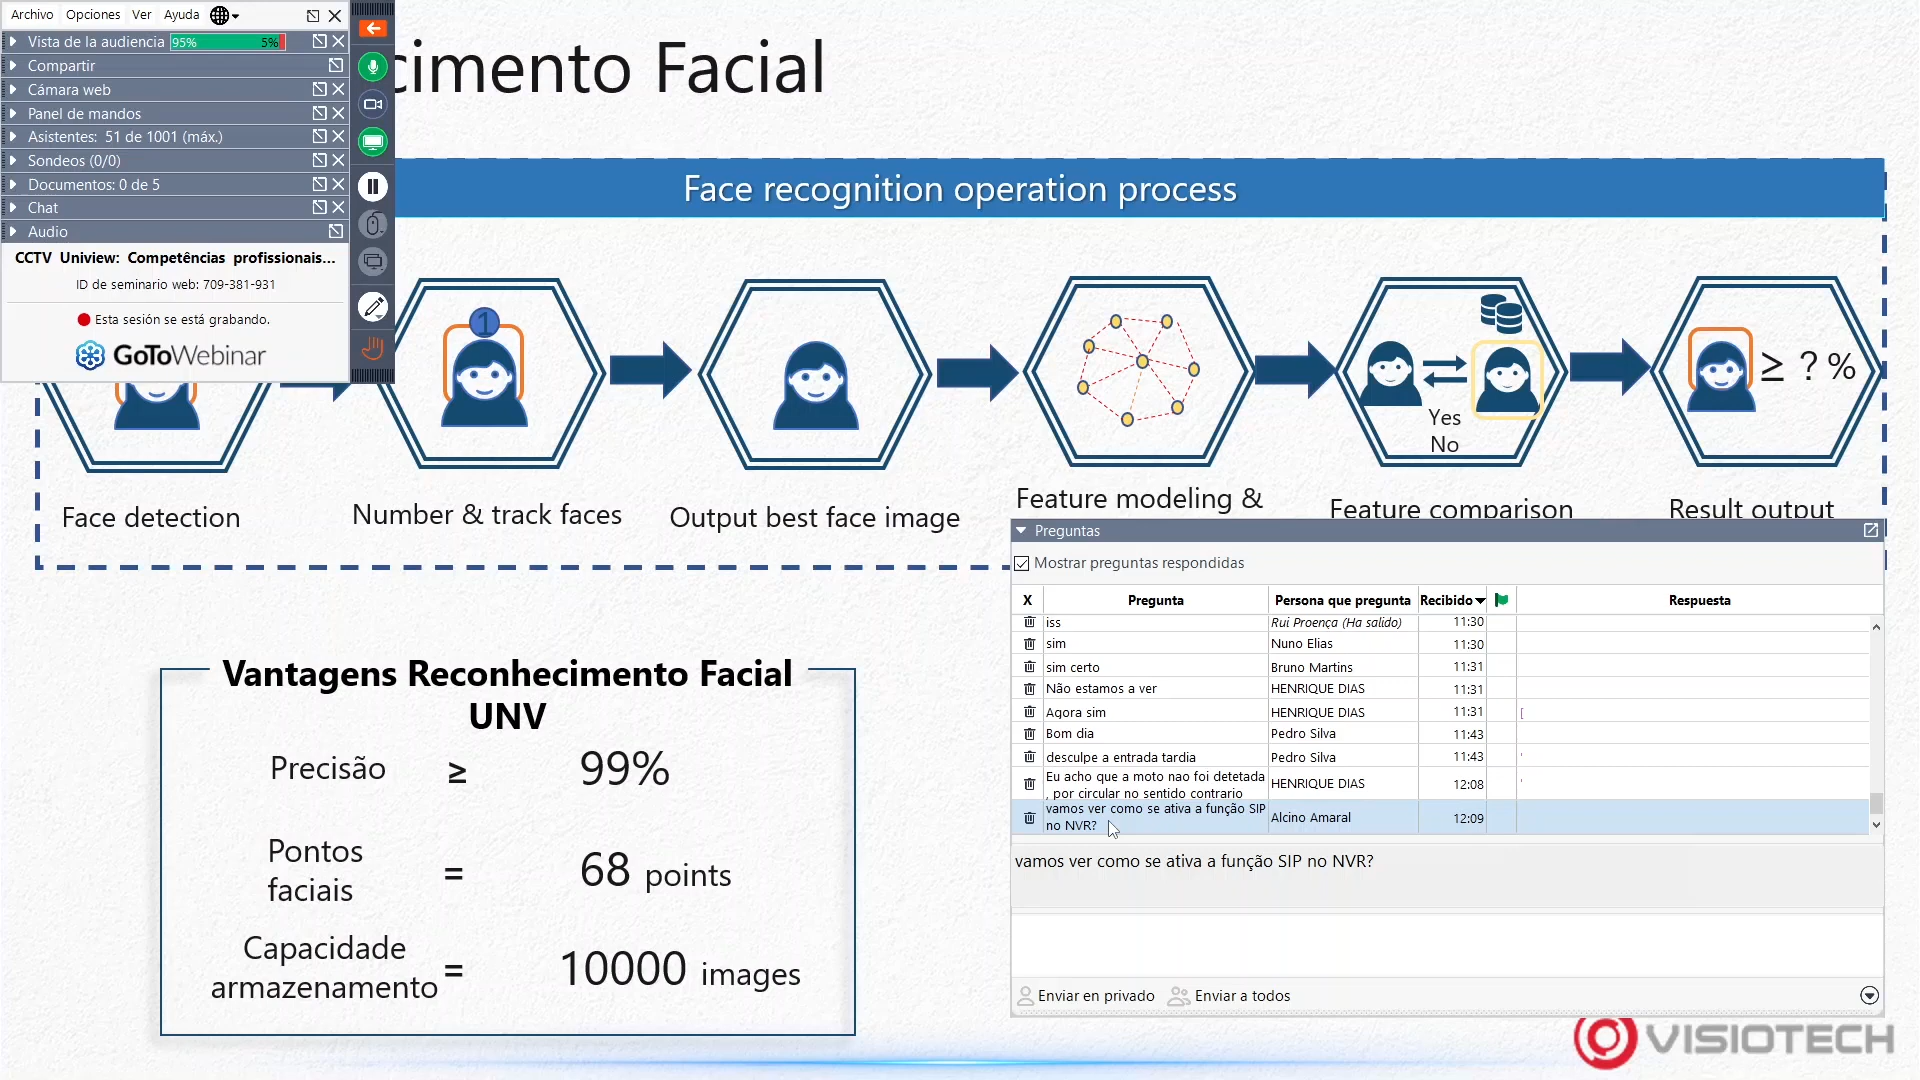 Archivo Opciones Ver Ayuda
Vista de la audiencia 95% 5%
Compartir
Cámara web
Panel de mandos
Asistentes: 51 de 1001 (máx.)
Sondeos (0/0)
Documentos: 0 de 5
Chat
Audio
CCTV Uniview: Competências profissionais...
ID de seminario web: 709-381-931
Esta sesión se está grabando.
GoToWebinar
cimento Facial
Face recognition operation process
1
Yes
No
≥ ? %
Face detection
Number & track faces
Output best face image
Feature modeling &
Feature comparison
Result output
Vantagens Reconhecimento Facial
UNV
Precisão ≥ 99%
Pontos
faciais = 68 points
Capacidade
armazenamento = 10000 images
Preguntas
Mostrar preguntas respondidas
X Pregunta Persona que pregunta Recibido Respuesta
iss Rui Proença (Ha salido) 11:30
sim Nuno Elias 11:30
sim certo Bruno Martins 11:31
Não estamos a ver HENRIQUE DIAS 11:31
Agora sim HENRIQUE DIAS 11:31 [
Bom dia Pedro Silva 11:43
desculpe a entrada tardia Pedro Silva 11:43 '
Eu acho que a moto nao foi detetada
, por circular no sentido contrario HENRIQUE DIAS 12:08 '
vamos ver como se ativa a função SIP
no NVR? Alcino Amaral 12:09
vamos ver como se ativa a função SIP no NVR?
Enviar en privado Enviar a todos
VISIOTECH